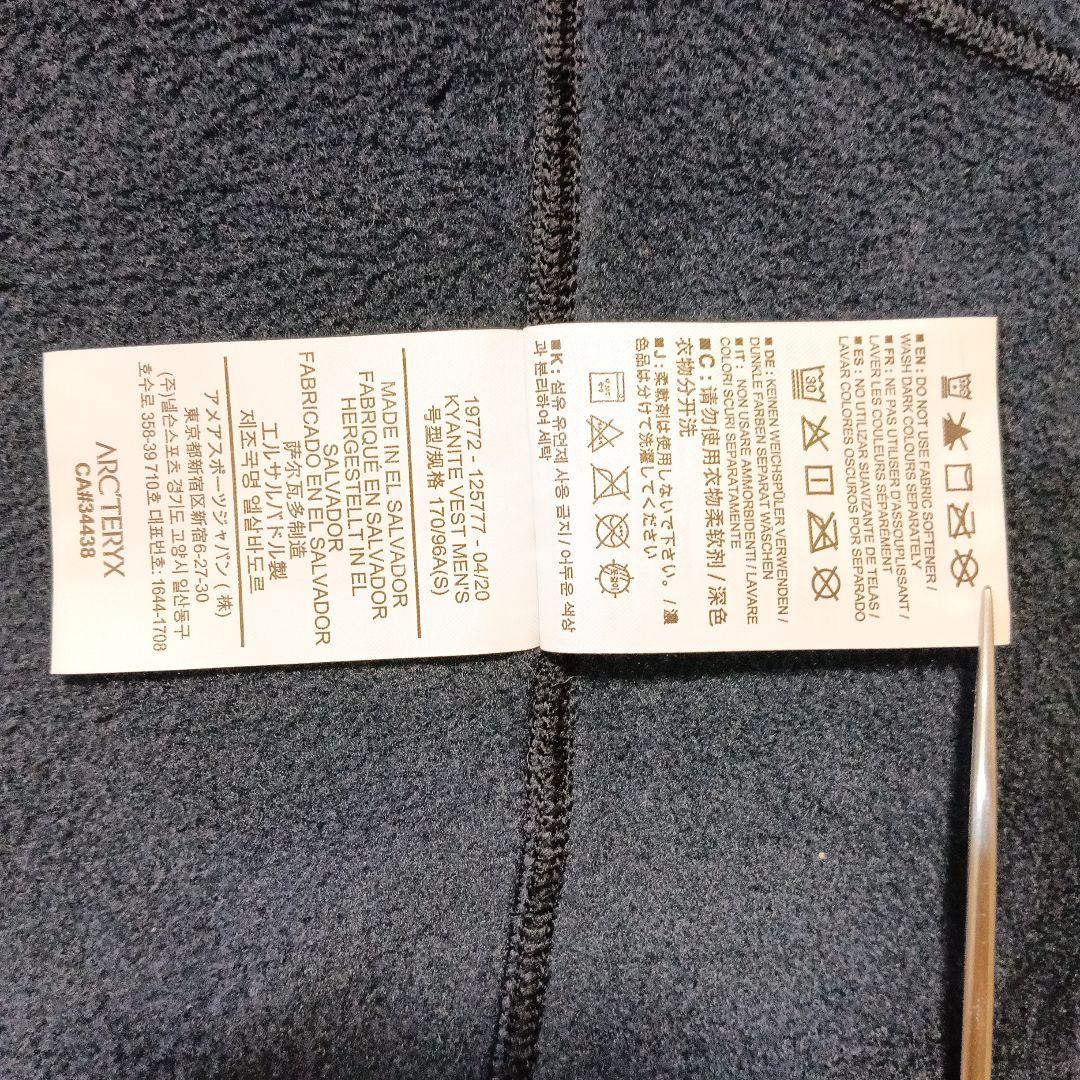 ■ EN : DO NOT USE FABRIC SOFTENER /
WASH DARK COLOURS SEPARATELY
■ FR : NE PAS UTILISER D'ASSOUPLISSANT /
LAVER LES COULEURS SEPAREMENT
■ ES : NO UTILIZAR SUAVIZANTE DE TELAS /
LAVAR COLORES OSCUROS POR SEPARADO
30
■ DE: KEINEN WEICHSPÜLER VERWENDEN /
DUNKLE FARBEN SEPARAT WASCHEN
■ IT : NON USARE AMMORBIDENTI / LAVARE
COLORI SCURI SEPARATAMENTE
■C : 请勿使用衣物柔软剂 / 深色
衣物分开洗
■J : 柔軟剤は使用しないで下さい。 / 濃
色品は分けて洗濯してください
■K : 섬유 유연제 사용 금지 / 어두운 색상
과 분리하여 세탁
19772 - 125777 - 04/20
KYANITE VEST MEN'S
号型/规格 170/96A(S)
MADE IN EL SALVADOR
FABRIQUÉ EN SALVADOR
HERGESTELLT IN EL
SALVADOR
FABRICADO EN EL SALVADOR
萨尔瓦多制造
エルサルバドル製
제조국명 엘살바도르
アメアスポーツジャパン ( 株)
東京都新宿区新宿6-27-30
(주)넬슨스포츠 경기도 고양시 일산동구
호수로 358-39710호 대표번호: 1644-1708
ARC'TERYX
CA#34438